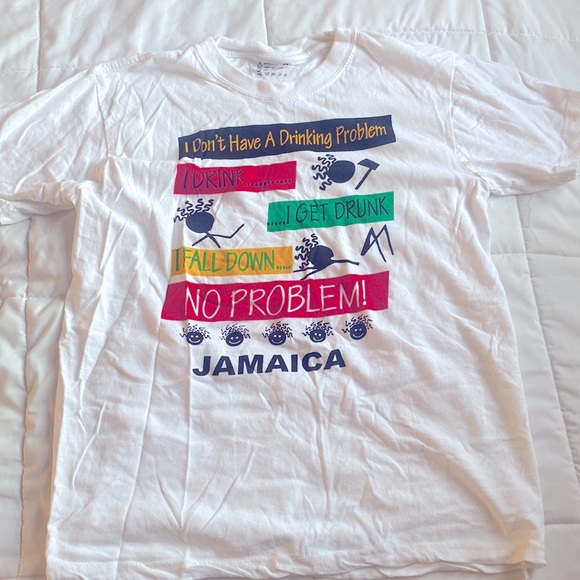 I Don't Have A Drinking Problem
I DRINK..........
......I GET DRUNK
I FALL DOWN.....
NO PROBLEM!
JAMAICA